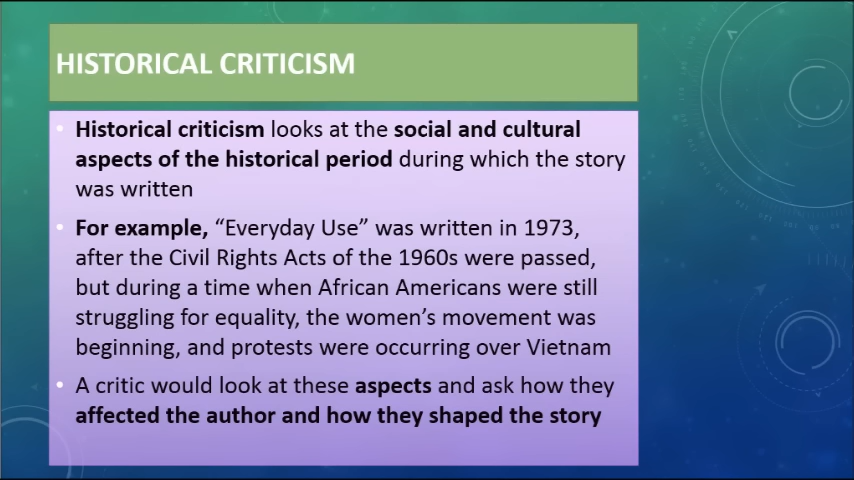 HISTORICAL CRITICISM
• Historical criticism looks at the social and cultural
aspects of the historical period during which the story
was written
• For example, “Everyday Use” was written in 1973,
after the Civil Rights Acts of the 1960s were passed,
but during a time when African Americans were still
struggling for equality, the women’s movement was
beginning, and protests were occurring over Vietnam
• A critic would look at these aspects and ask how they
affected the author and how they shaped the story